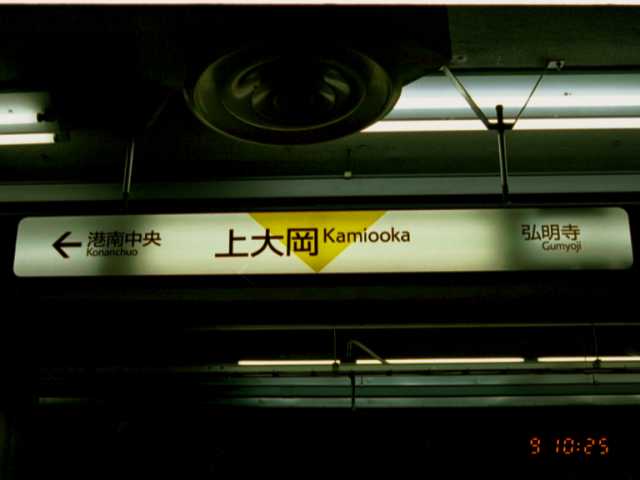 ← 港南中央
Konanchuo
上大岡 Kamiooka
弘明寺
Gumyoji
9 10:25